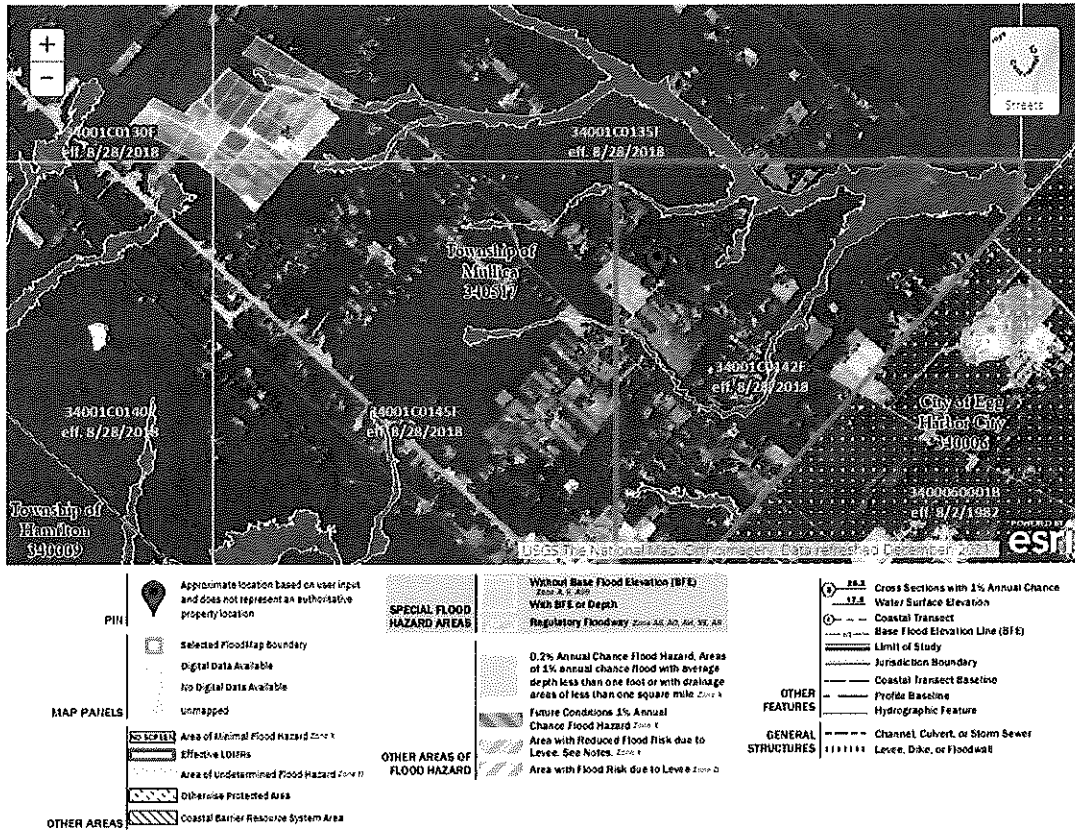 +
−
Streets
34001C0130F
eff. 8/28/2018
34001C0135F
eff. 8/28/2018
Township of
Mullica
340517
34001C0142F
eff. 8/28/2018
34001C0140F
eff. 8/28/2018
34001C0145F
eff. 8/28/2018
City of Egg
Harbor City
340006
3400060001B
eff. 8/2/1982
Township of
Hamilton
340009
USGS The National Map: Orthoimagery. Data refreshed December,
POWERED BY
esri
PIN
Approximate location based on user input
and does not represent an authoritative
property location
MAP PANELS
Selected FloodMap Boundary
Digital Data Available
No Digital Data Available
Unmapped
OTHER AREAS
NO SCREEN Area of Minimal Flood Hazard Zone X
Effective LOMRs
Area of Undetermined Flood Hazard Zone D
Otherwise Protected Area
Coastal Barrier Resource System Area
SPECIAL FLOOD
HAZARD AREAS
Without Base Flood Elevation (BFE)
Zone A, V, A99
With BFE or Depth
Regulatory Floodway Zone AE, AO, AH, VE, AR
OTHER AREAS OF
FLOOD HAZARD
0.2% Annual Chance Flood Hazard, Areas
of 1% annual chance flood with average
depth less than one foot or with drainage
areas of less than one square mile Zone X
Future Conditions 1% Annual
Chance Flood Hazard Zone X
Area with Reduced Flood Risk due to
Levee. See Notes. Zone X
Area with Flood Risk due to Levee Zone D
OTHER
FEATURES
20.2 Cross Sections with 1% Annual Chance
17.5 Water Surface Elevation
Coastal Transect
Base Flood Elevation Line (BFE)
Limit of Study
Jurisdiction Boundary
Coastal Transect Baseline
Profile Baseline
Hydrographic Feature
GENERAL
STRUCTURES
Channel, Culvert, or Storm Sewer
Levee, Dike, or Floodwall